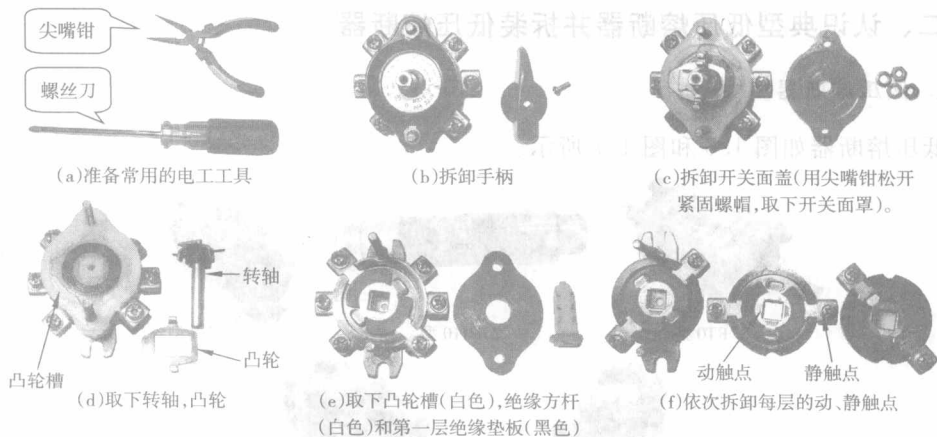 尖嘴钳
螺丝刀
(a)准备常用的电工工具
(b)拆卸手柄
(c)拆卸开关面盖(用尖嘴钳松开
紧固螺帽,取下开关面罩)。
转轴
凸轮
凸轮槽
(d)取下转轴,凸轮
(e)取下凸轮槽(白色),绝缘方杆
(白色)和第一层绝缘垫板(黑色)
动触点
静触点
(f)依次拆卸每层的动、静触点